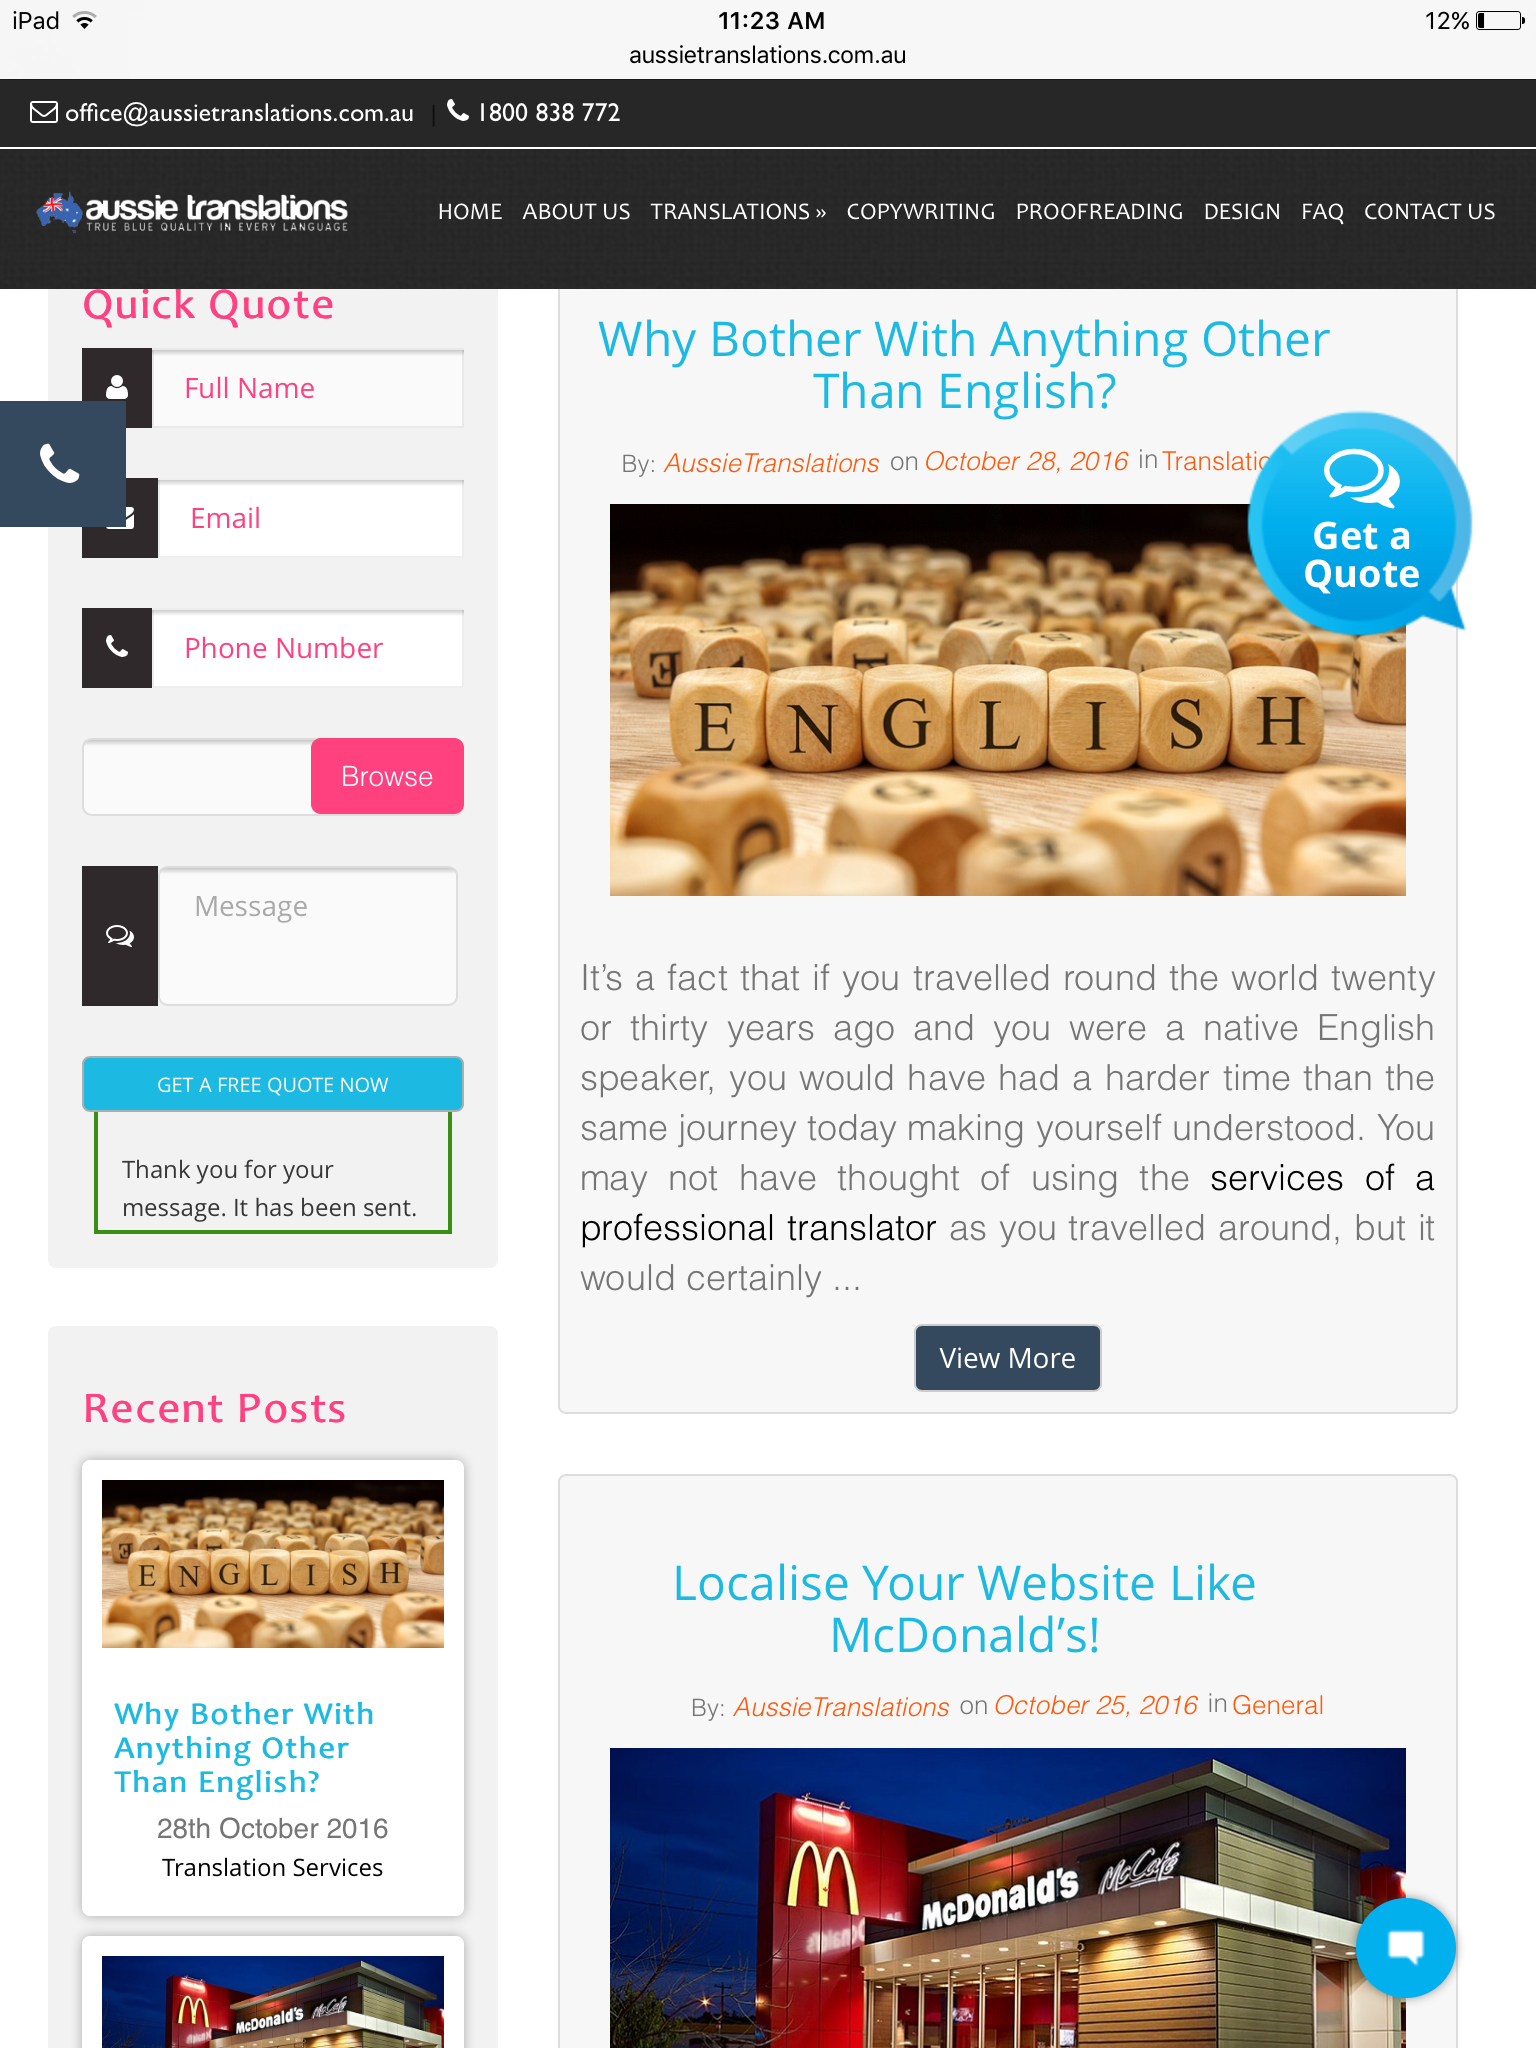 iPad
11:23 AM
12%
aussietranslations.com.au
office@aussietranslations.com.au | 1800 838 772
aussie translations
TRUE BLUE QUALITY IN EVERY LANGUAGE
HOME ABOUT US TRANSLATIONS » COPYWRITING PROOFREADING DESIGN FAQ CONTACT US
Quick Quote
Full Name
Email
Phone Number
Browse
Message
GET A FREE QUOTE NOW
Thank you for your
message. It has been sent.
Recent Posts
E N G L I S H
Why Bother With
Anything Other
Than English?
28th October 2016
Translation Services
McDonald's McCafé
Why Bother With Anything Other
Than English?
By: AussieTranslations on October 28, 2016 in
Get a
Quote
E N G L I S H
It’s a fact that if you travelled round the world twenty
or thirty years ago and you were a native English
speaker, you would have had a harder time than the
same journey today making yourself understood. You
may not have thought of using the services of a
professional translator as you travelled around, but it
would certainly ...
View More
Localise Your Website Like
McDonald’s!
By: AussieTranslations on October 25, 2016 in General
McDonald's McCafé